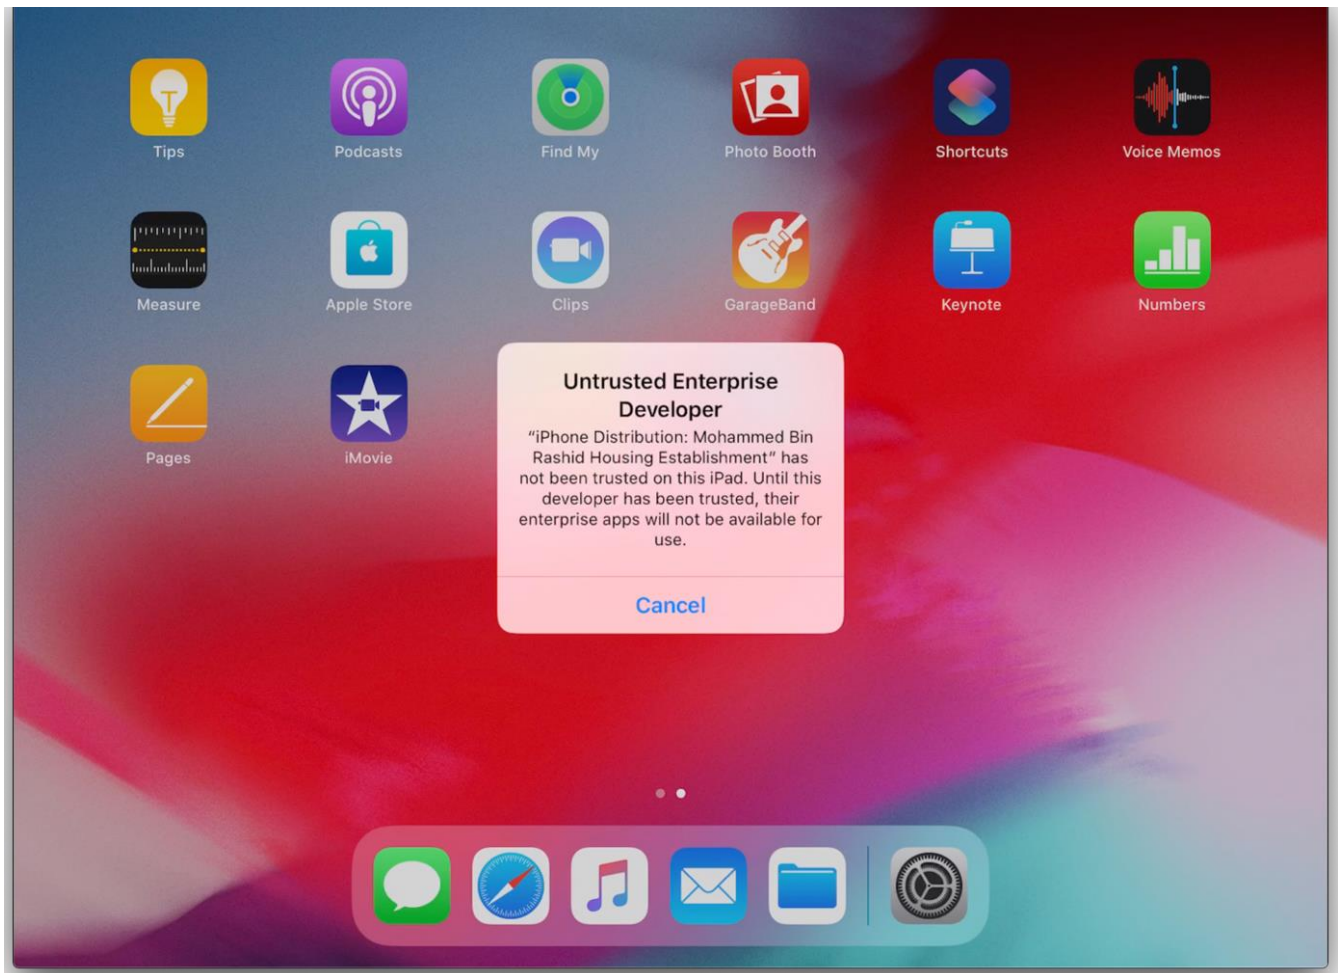 Tips
Podcasts
Find My
Photo Booth
Shortcuts
Voice Memos
Measure
Apple Store
Clips
GarageBand
Keynote
Numbers
Pages
iMovie
Untrusted Enterprise
Developer
“iPhone Distribution: Mohammed Bin
Rashid Housing Establishment” has
not been trusted on this iPad. Until this
developer has been trusted, their
enterprise apps will not be available for
use.
Cancel